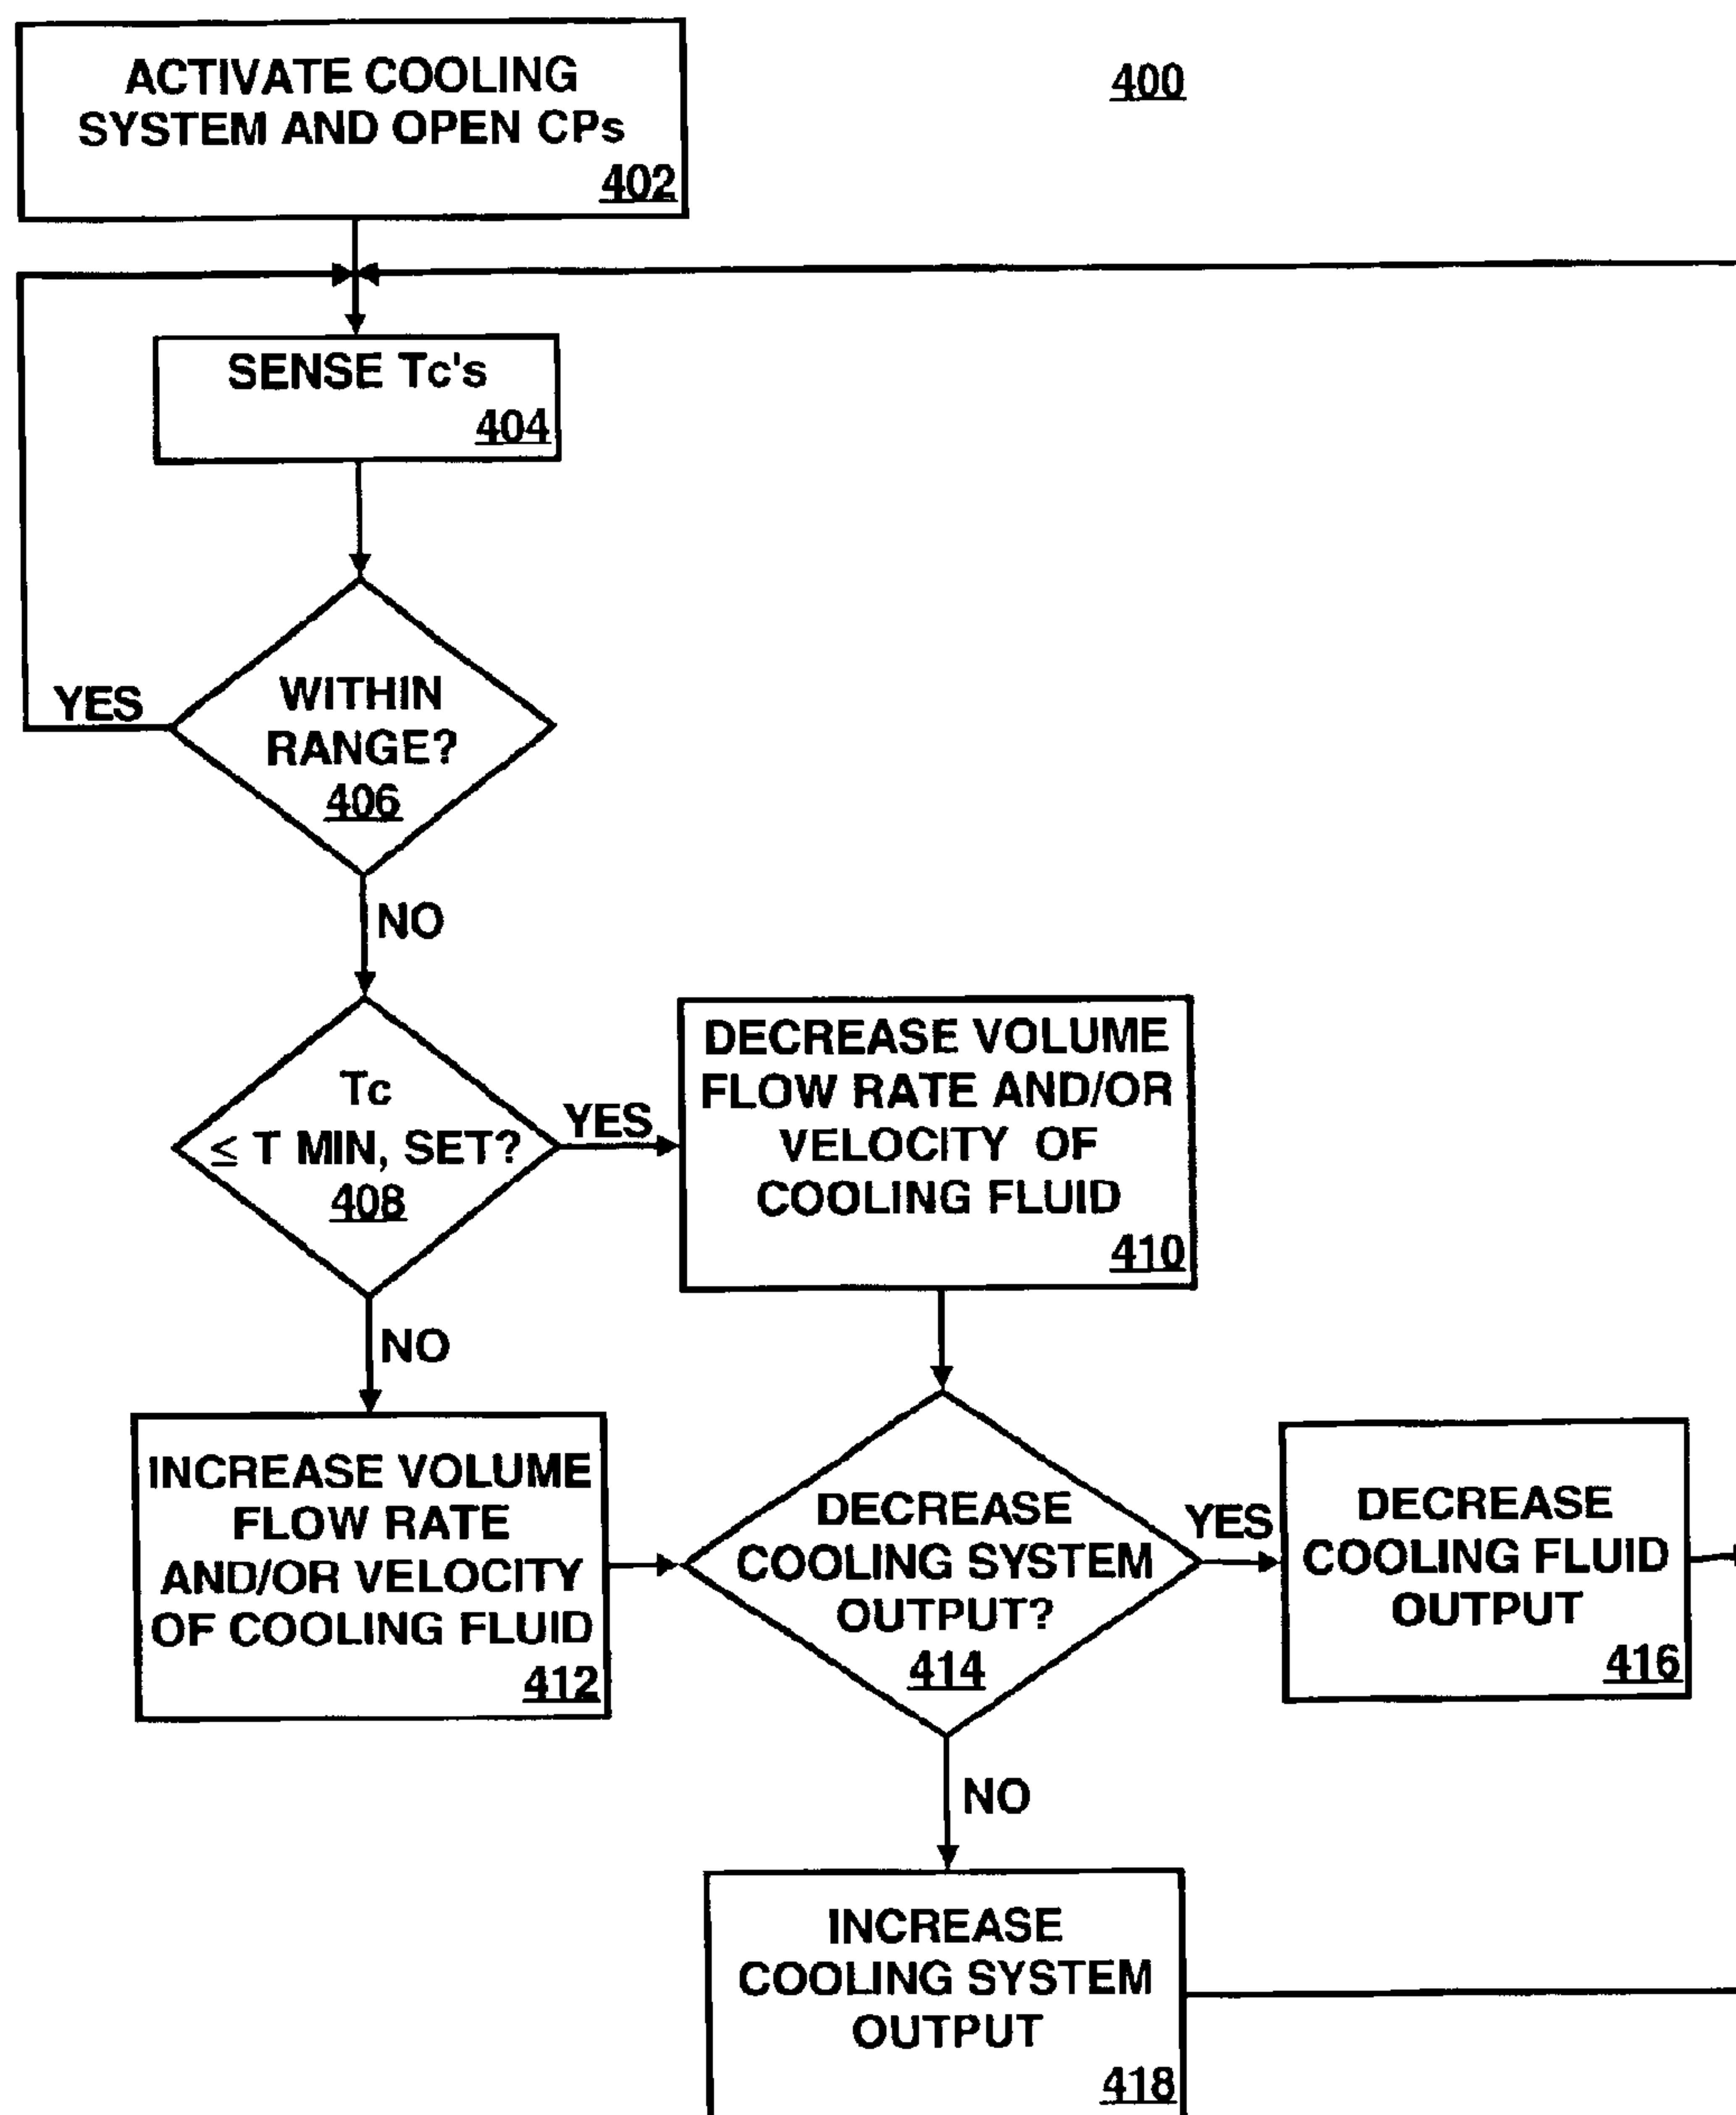 ACTIVATE COOLING
SYSTEM AND OPEN CPs
402
400
SENSE Tc's
404
WITHIN
RANGE?
406
YES
NO
Tc
≤ T MIN, SET?
408
YES
NO
DECREASE VOLUME
FLOW RATE AND/OR
VELOCITY OF
COOLING FLUID
410
INCREASE VOLUME
FLOW RATE
AND/OR VELOCITY
OF COOLING FLUID
412
DECREASE
COOLING SYSTEM
OUTPUT?
414
YES
NO
DECREASE
COOLING FLUID
OUTPUT
416
INCREASE
COOLING SYSTEM
OUTPUT
418